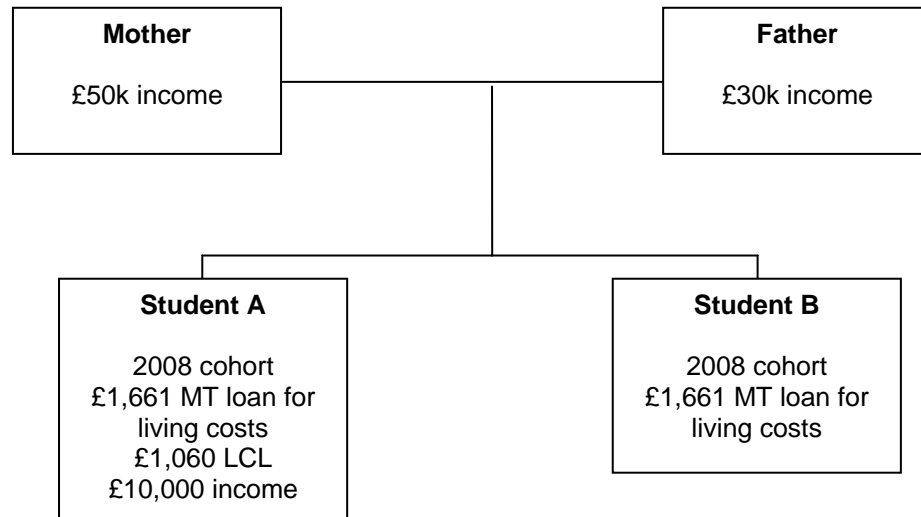 Mother
£50k income
Father
£30k income
Student A
2008 cohort
£1,661 MT loan for
living costs
£1,060 LCL
£10,000 income
Student B
2008 cohort
£1,661 MT loan for
living costs